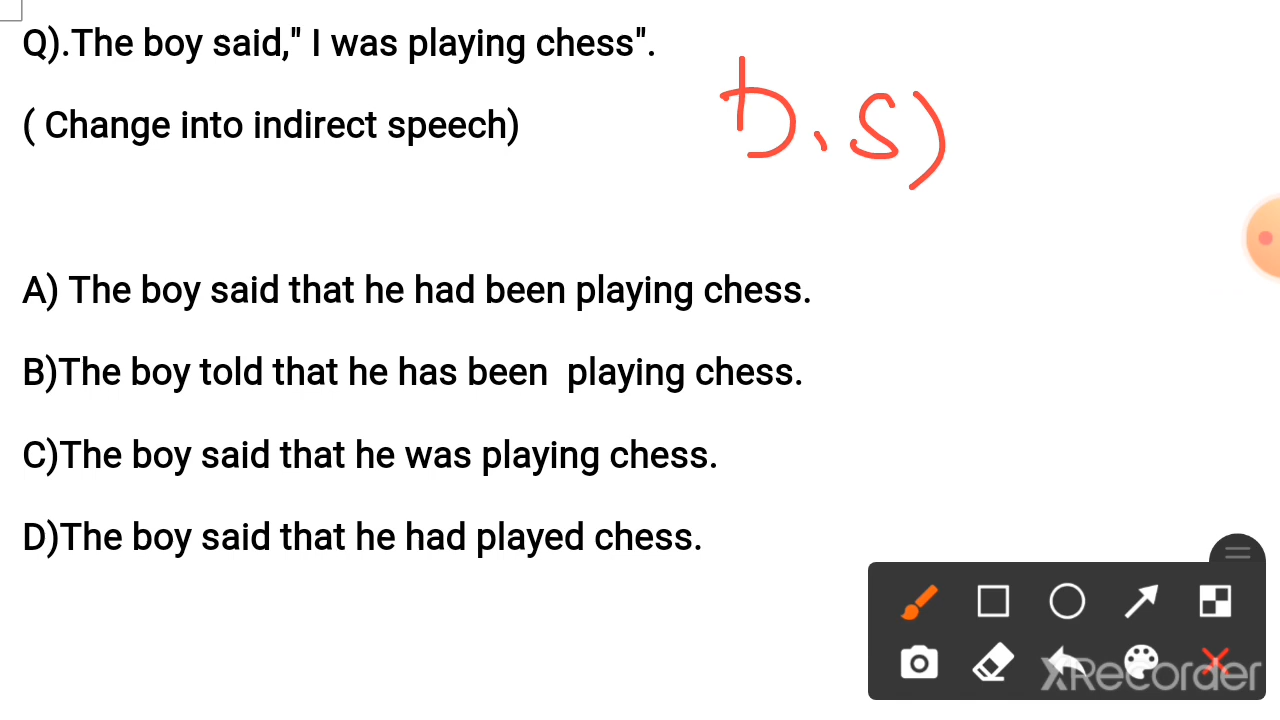 Q).The boy said," I was playing chess".
( Change into indirect speech)
D.S)
A) The boy said that he had been playing chess.
B)The boy told that he has been  playing chess.
C)The boy said that he was playing chess.
D)The boy said that he had played chess.
XRecorder